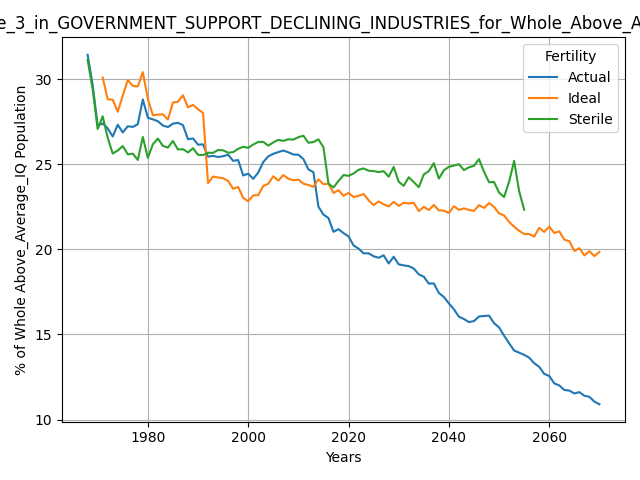 e_3_in_GOVERNMENT_SUPPORT_DECLINING_INDUSTRIES_for_Whole_Above_A
% of Whole Above_Average_IQ Population
30
25
20
15
10
Fertility
Actual
Ideal
Sterile
1980
2000
2020
2040
2060
Years